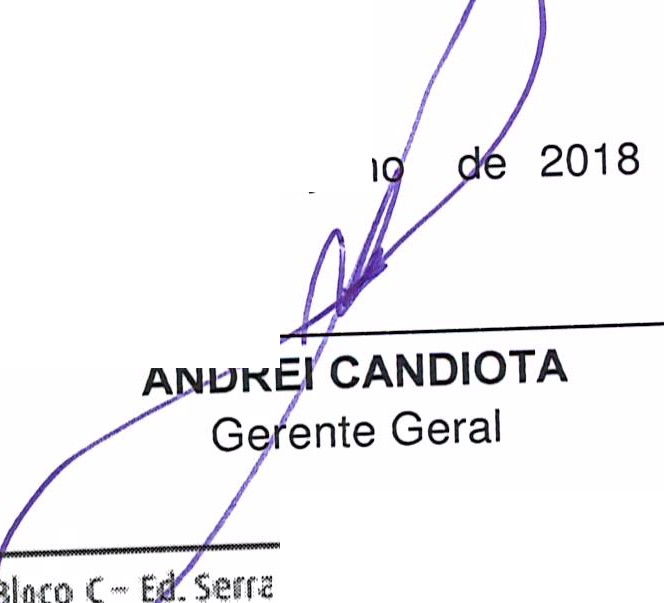 de 2018
ANDREI CANDIOTA
Gerente Geral
Bloco C - Ed. Serra